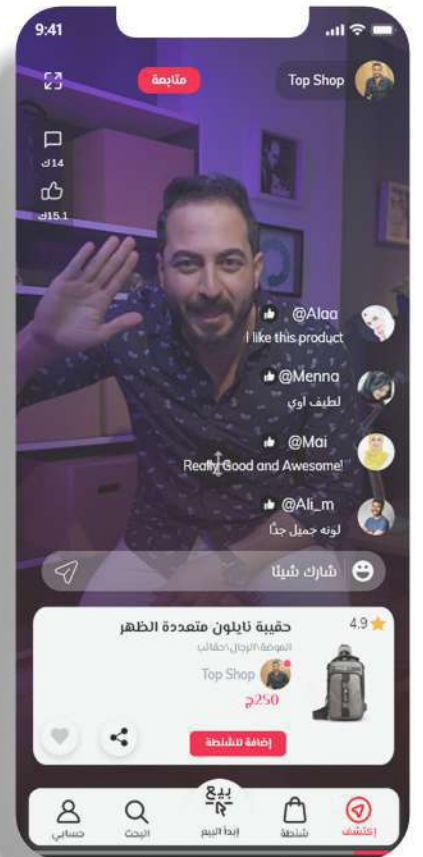 9:41
Top Shop
متابعة
14ك
15.1ك
@Alaa
I like this product
@Menna
لطيف اوي
@Mai
Really Good and Awesome!
@Ali_m
لونه جميل جدًا
شارك شيئا
4.9
حقيبة نايلون متعددة الظهر
الموضة\الرجال\حقائب
Top Shop
250ج
إضافة للشنطة
إكتشف
شنطة
بيع
إبدأ البيع
البحث
حسابي